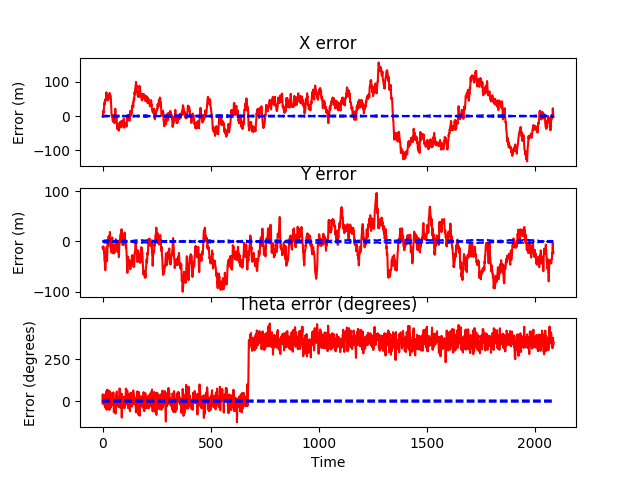 X error
Error (m)
100
0
−100
Y error
Error (m)
100
0
−100
Theta error (degrees)
Error (degrees)
250
0
0
500
1000
1500
2000
Time